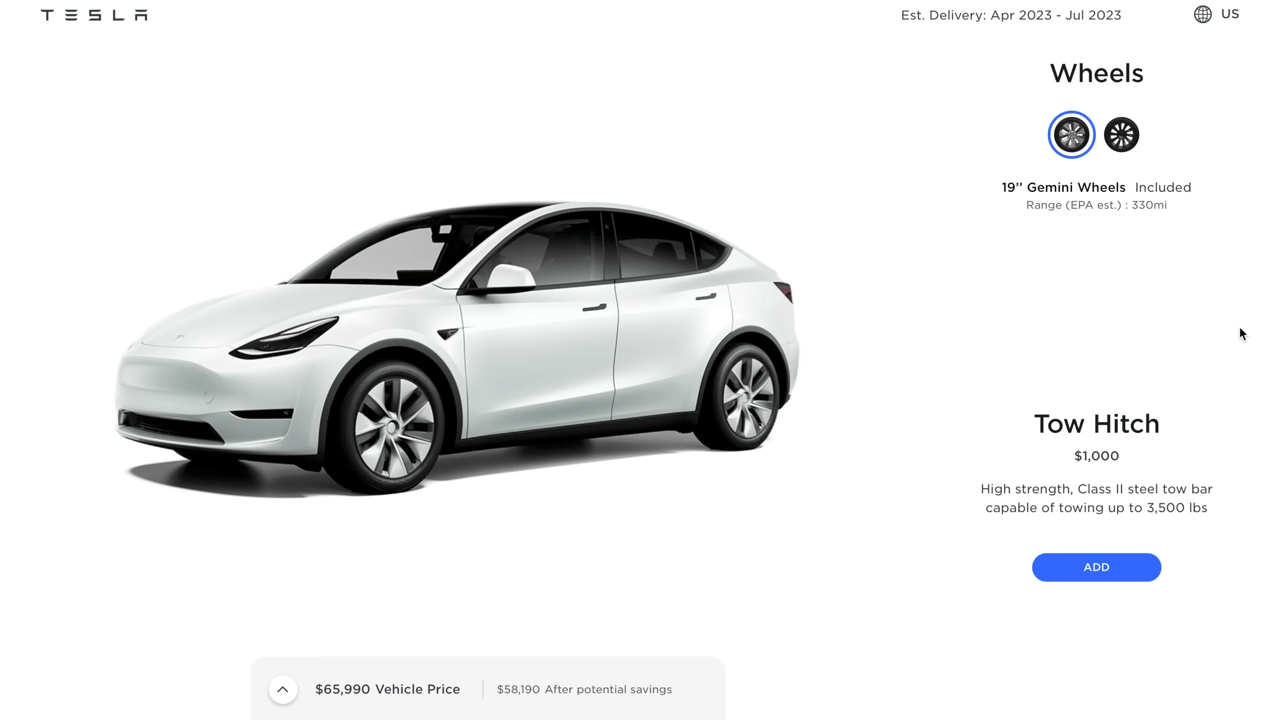 TESLA
Est. Delivery: Apr 2023 - Jul 2023
US
Wheels
19’’ Gemini Wheels Included
Range (EPA est.) : 330mi
Tow Hitch
$1,000
High strength, Class II steel tow bar
capable of towing up to 3,500 lbs
ADD
$65,990 Vehicle Price
$58,190 After potential savings